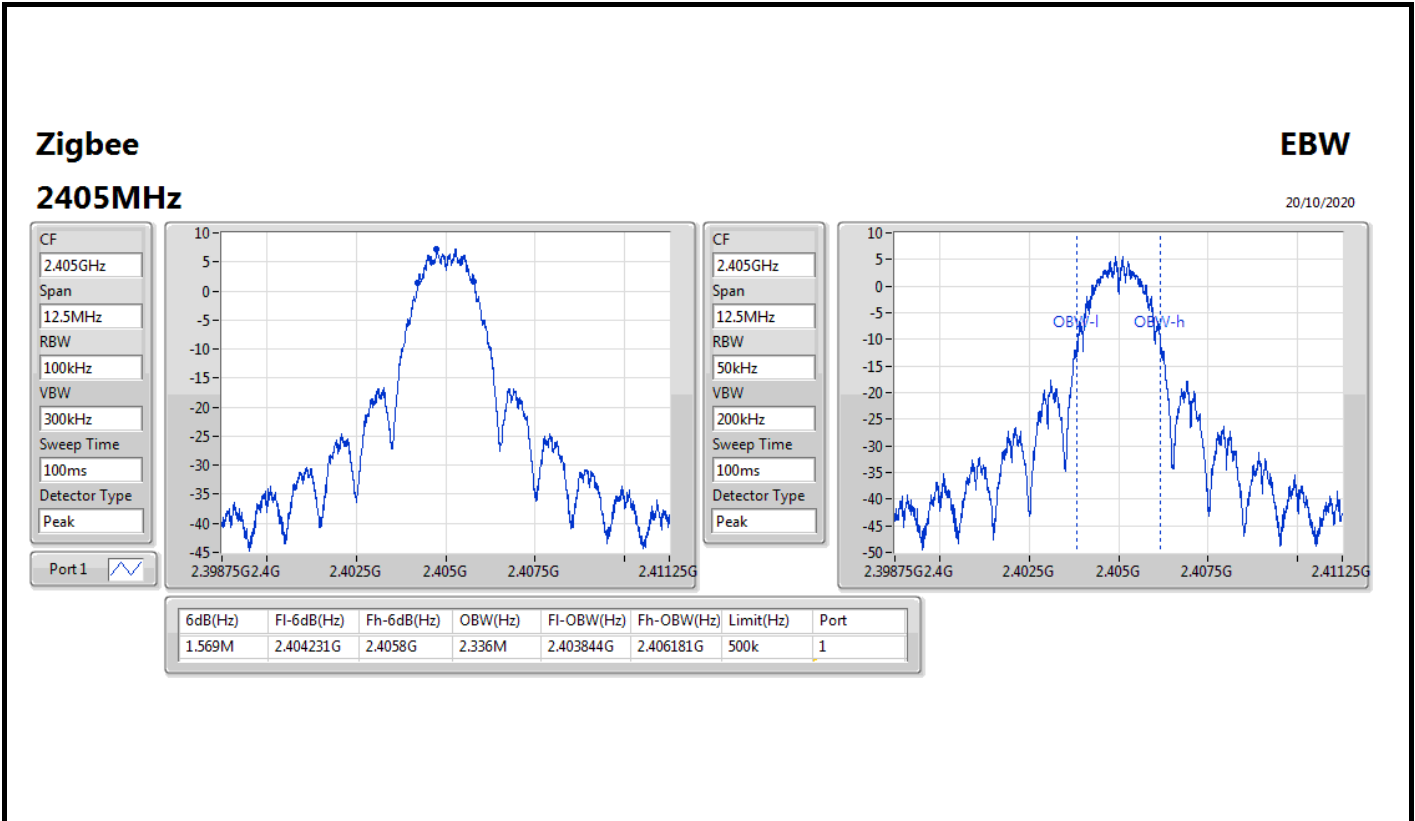 Zigbee
EBW
2405MHz
20/10/2020
CF
2.405GHz
Span
12.5MHz
RBW
100kHz
VBW
300kHz
Sweep Time
100ms
Detector Type
Peak
Port 1
10
5
0
-5
-10
-15
-20
-25
-30
-35
-40
-45
2.39875G 2.4G 2.4025G 2.405G 2.4075G 2.41125G
CF
2.405GHz
Span
12.5MHz
RBW
50kHz
VBW
200kHz
Sweep Time
100ms
Detector Type
Peak
10
5
0
-5
-10
-15
-20
-25
-30
-35
-40
-45
-50
OBW-l OBW-h
2.39875G 2.4G 2.4025G 2.405G 2.4075G 2.41125G
6dB(Hz) Fl-6dB(Hz) Fh-6dB(Hz) OBW(Hz) Fl-OBW(Hz) Fh-OBW(Hz) Limit(Hz) Port
1.569M 2.404231G 2.4058G 2.336M 2.403844G 2.406181G 500k 1